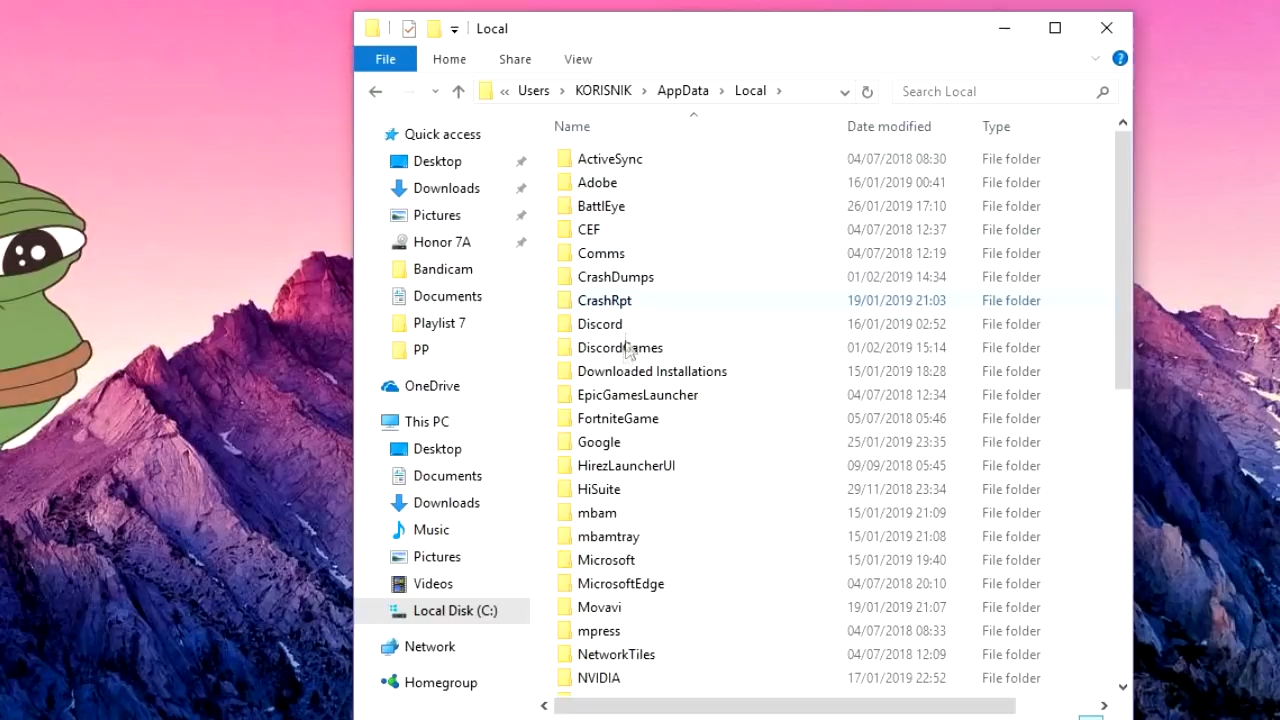 Local
File Home Share View
« Users > KORISNIK > AppData > Local > Search Local
Name Date modified Type
Quick access
Desktop
Downloads
Pictures
Honor 7A
Bandicam
Documents
Playlist 7
PP
OneDrive
This PC
Desktop
Documents
Downloads
Music
Pictures
Videos
Local Disk (C:)
Network
Homegroup
ActiveSync 04/07/2018 08:30 File folder
Adobe 16/01/2019 00:41 File folder
BattlEye 26/01/2019 17:10 File folder
CEF 04/07/2018 12:37 File folder
Comms 04/07/2018 12:19 File folder
CrashDumps 01/02/2019 14:34 File folder
CrashRpt 19/01/2019 21:03 File folder
Discord 16/01/2019 02:52 File folder
DiscordGames 01/02/2019 15:14 File folder
Downloaded Installations 15/01/2019 18:28 File folder
EpicGamesLauncher 04/07/2018 12:34 File folder
FortniteGame 05/07/2018 05:46 File folder
Google 25/01/2019 23:35 File folder
HirezLauncherUI 09/09/2018 05:45 File folder
HiSuite 29/11/2018 23:34 File folder
mbam 15/01/2019 21:09 File folder
mbamtray 15/01/2019 21:08 File folder
Microsoft 15/01/2019 19:40 File folder
MicrosoftEdge 04/07/2018 20:10 File folder
Movavi 19/01/2019 21:07 File folder
mpress 04/07/2018 08:33 File folder
NetworkTiles 04/07/2018 12:09 File folder
NVIDIA 17/01/2019 22:52 File folder